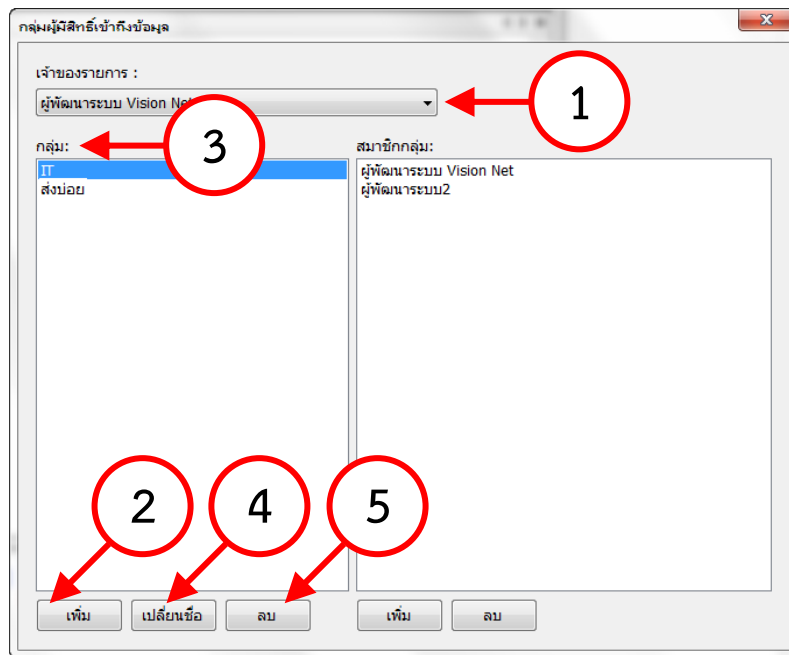 กลุ่มผู้มีสิทธิ์เข้าถึงข้อมูล
เจ้าของรายการ :
ผู้พัฒนาระบบ Vision Net
1
3
กลุ่ม:
IT
ส่งบ่อย
สมาชิกกลุ่ม:
ผู้พัฒนาระบบ Vision Net
ผู้พัฒนาระบบ2
2
4
5
เพิ่ม
เปลี่ยนชื่อ
ลบ
เพิ่ม
ลบ